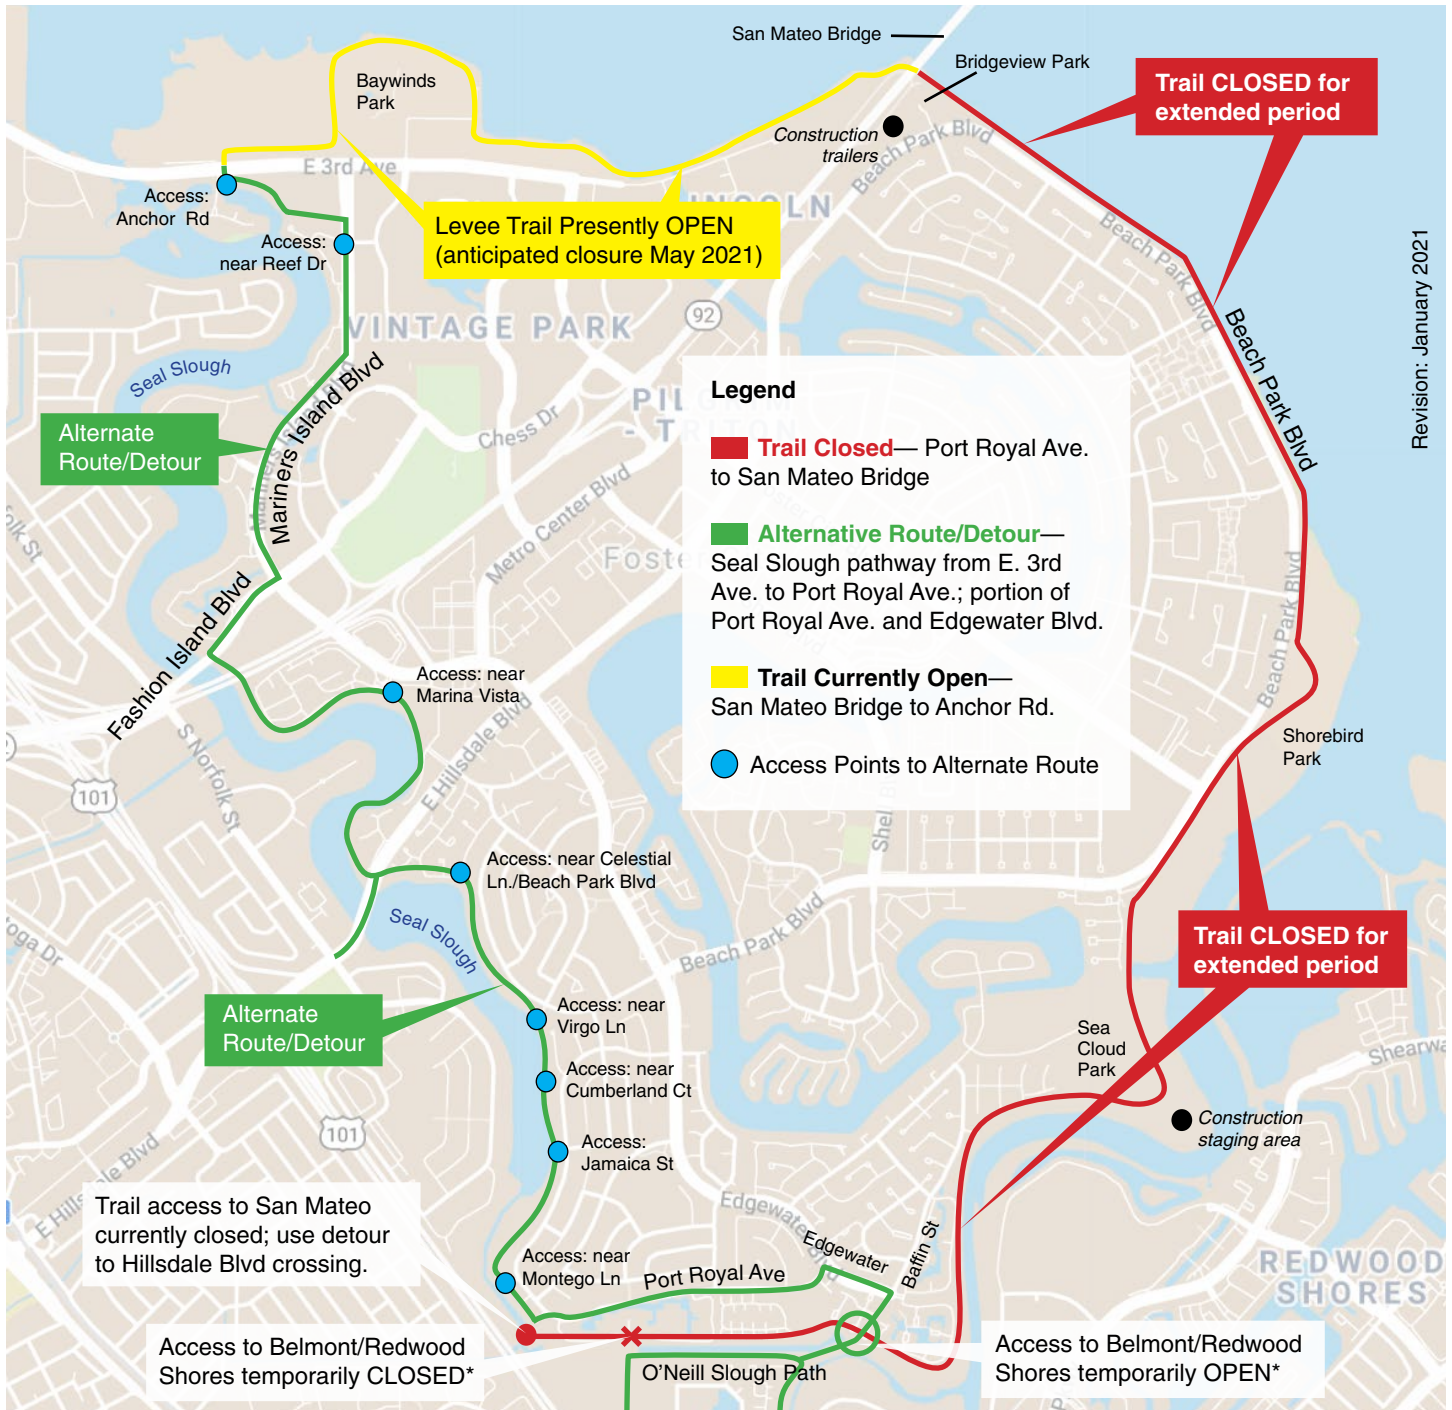 San Mateo Bridge
Bridgeview Park
Trail CLOSED for
extended period
Baywinds
Park
Construction
trailers
Beach Park Blvd
E 3rd Ave
Access:
Anchor Rd
Access:
near Reef Dr
Levee Trail Presently OPEN
(anticipated closure May 2021)
LINCOLN
Beach Park Blvd
Revision: January 2021
VINTAGE PARK
92
Beach Park Blvd
Seal Slough
Mariners Island Blvd
Alternate
Route/Detour
Chess Dr
Metro Center Blvd
Legend
Trail Closed— Port Royal Ave.
to San Mateo Bridge
Alternative Route/Detour—
Seal Slough pathway from E. 3rd
Ave. to Port Royal Ave.; portion of
Port Royal Ave. and Edgewater Blvd.
Trail Currently Open—
San Mateo Bridge to Anchor Rd.
Access Points to Alternate Route
Beach Park Blvd
Fashion Island Blvd
Access: near
Marina Vista
Shorebird
Park
S Norfolk St
E Hillsdale Blvd
101
Access: near Celestial
Ln./Beach Park Blvd
Seal Slough
Beach Park Blvd
Trail CLOSED for
extended period
Alternate
Route/Detour
Access: near
Virgo Ln
Sea
Cloud
Park
Access: near
Cumberland Ct
Construction
staging area
101
Access:
Jamaica St
E Hillsdale Blvd
Trail access to San Mateo
currently closed; use detour
to Hillsdale Blvd crossing.
Edgewater Blvd
Edgewater
Baffin St
Access: near
Montego Ln
Port Royal Ave
REDWOOD
SHORES
Access to Belmont/Redwood
Shores temporarily CLOSED*
O'Neill Slough Path
Access to Belmont/Redwood
Shores temporarily OPEN*